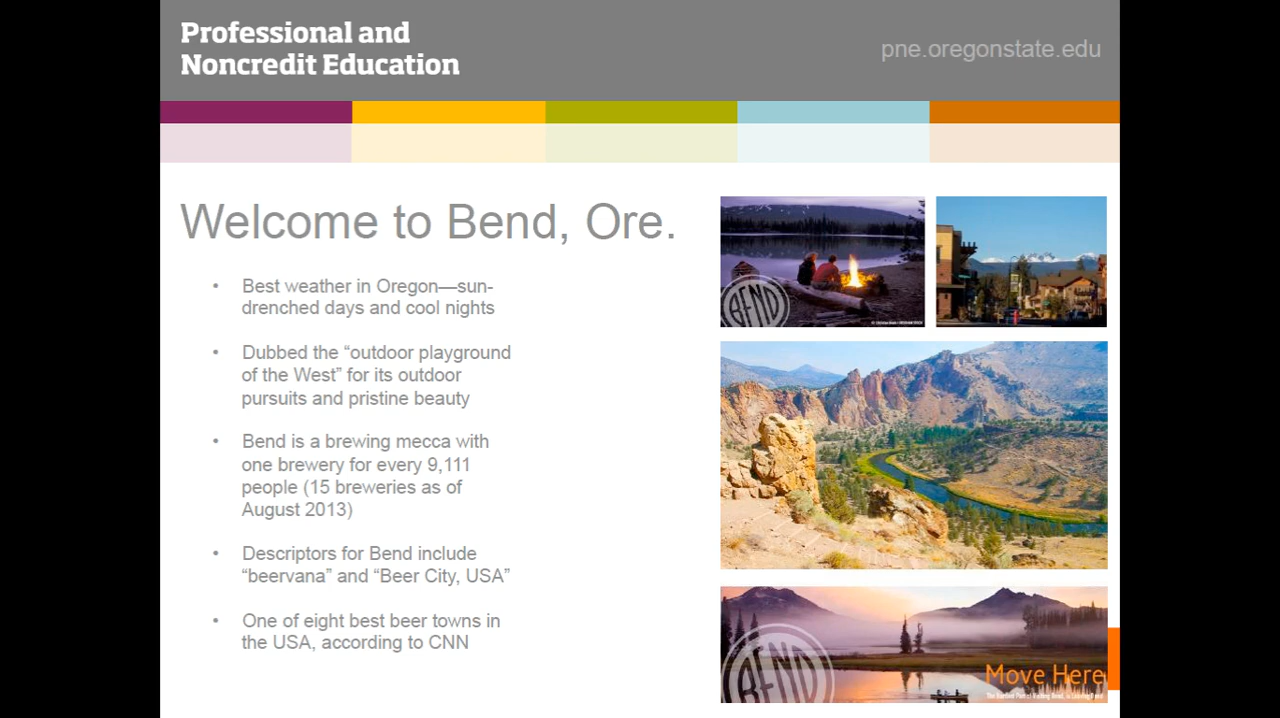 Professional and
Noncredit Education
pne.oregonstate.edu
Welcome to Bend, Ore.
• Best weather in Oregon—sun-
drenched days and cool nights
• Dubbed the “outdoor playground
of the West” for its outdoor
pursuits and pristine beauty
• Bend is a brewing mecca with
one brewery for every 9,111
people (15 breweries as of
August 2013)
• Descriptors for Bend include
“beervana” and “Beer City, USA”
• One of eight best beer towns in
the USA, according to CNN
BEND
BEND
Move Here